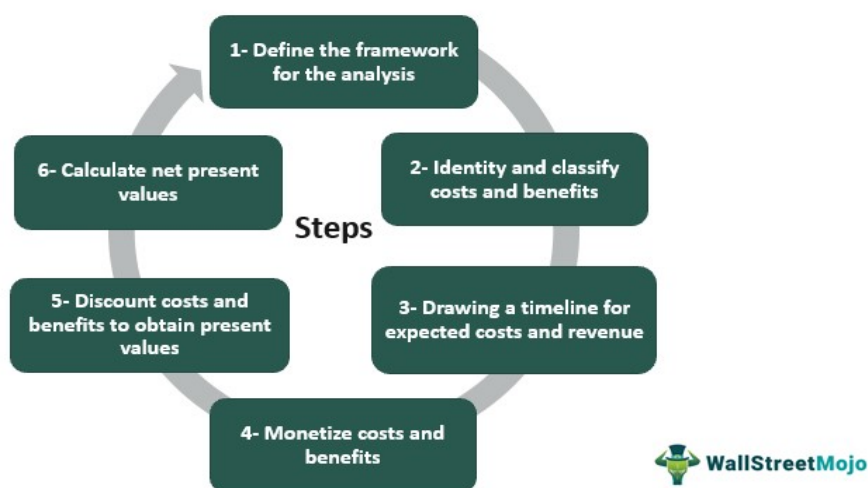 1- Define the framework
for the analysis
2- Identity and classify
costs and benefits
3- Drawing a timeline for
expected costs and revenue
4- Monetize costs and
benefits
5- Discount costs and
benefits to obtain present
values
6- Calculate net present
values
Steps
WallStreetMojo